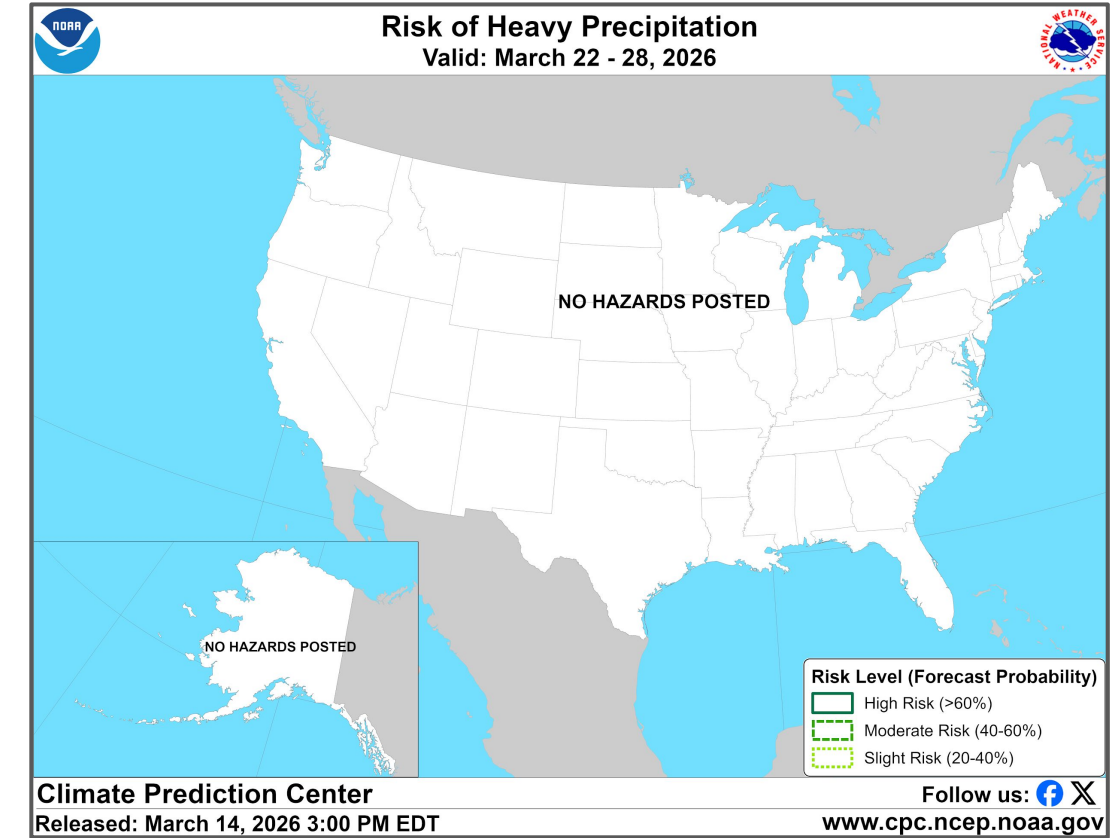 NOAA
Risk of Heavy Precipitation
Valid: March 22 - 28, 2026
NATIONAL WEATHER SERVICE
NO HAZARDS POSTED
NO HAZARDS POSTED
Risk Level (Forecast Probability)
High Risk (>60%)
Moderate Risk (40-60%)
Slight Risk (20-40%)
Climate Prediction Center
Follow us:
Released: March 14, 2026 3:00 PM EDT
www.cpc.ncep.noaa.gov